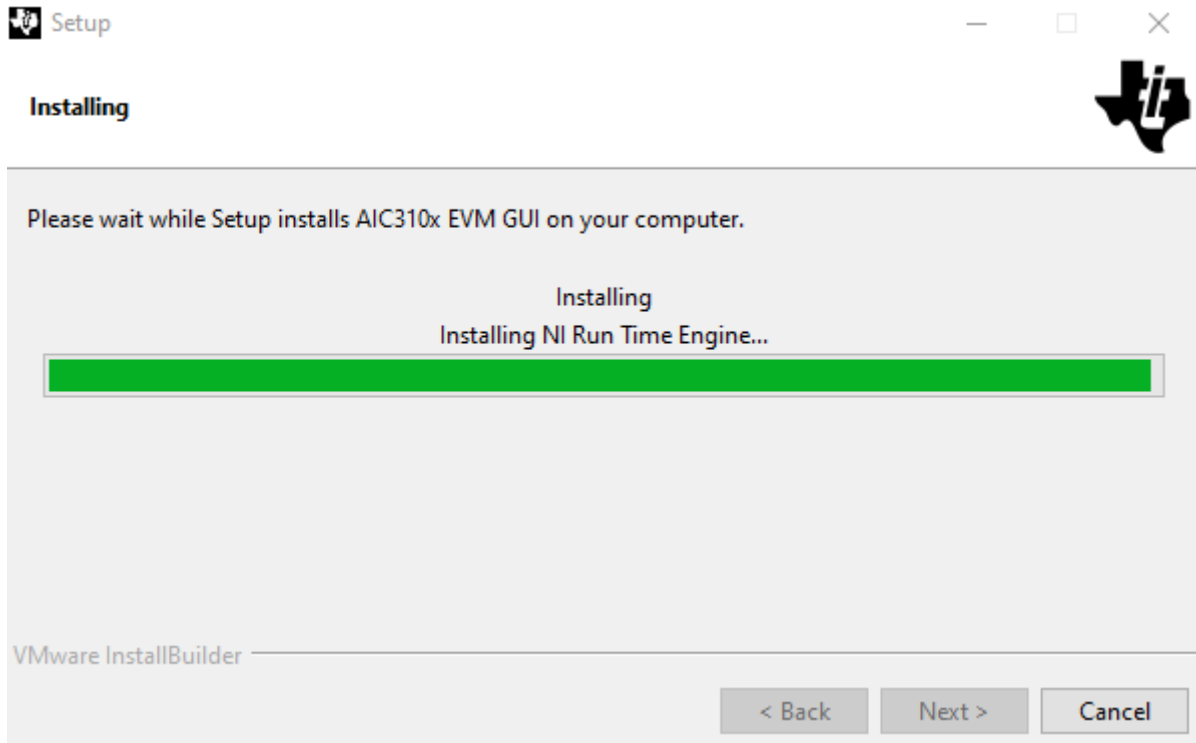 Setup
Installing
Please wait while Setup installs AIC310x EVM GUI on your computer.
Installing
Installing NI Run Time Engine...
VMware InstallBuilder
< Back Next > Cancel